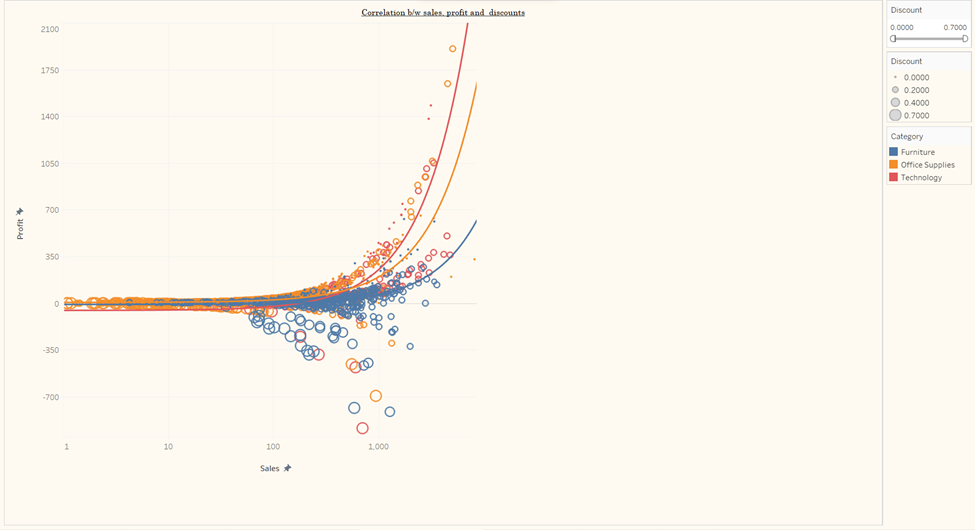 Correlation b/w sales, profit and discounts
2100
1750
1400
1050
700
350
0
-350
-700
Profit
1
10
100
1,000
Sales
Discount
0.0000
0.7000
Discount
0.0000
0.2000
0.4000
0.7000
Category
Furniture
Office Supplies
Technology